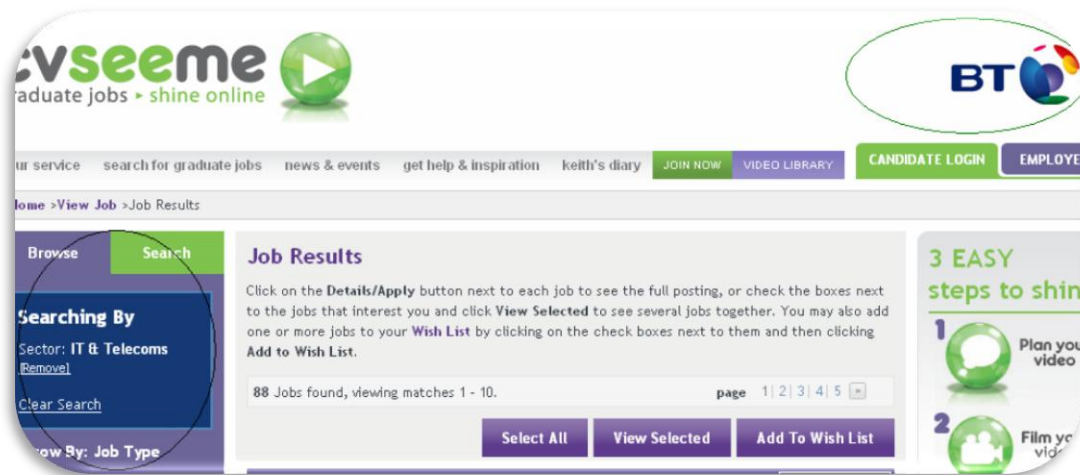 cvseeme
graduate jobs ▸ shine online
BT
ur service search for graduate jobs news & events get help & inspiration keith's diary JOIN NOW VIDEO LIBRARY CANDIDATE LOGIN EMPLOYE
Home >View Job >Job Results
Browse Search
Searching By
Sector: IT & Telecoms
[Remove]
Clear Search
ow By: Job Type
Job Results
Click on the Details/Apply button next to each job to see the full posting, or check the boxes next
to the jobs that interest you and click View Selected to see several jobs together. You may also add
one or more jobs to your Wish List by clicking on the check boxes next to them and then clicking
Add to Wish List.
88 Jobs found, viewing matches 1 - 10. page 1| 2| 3| 4| 5
Select All View Selected Add To Wish List
3 EASY
steps to shin
1 Plan you
video
2 Film yo
vide